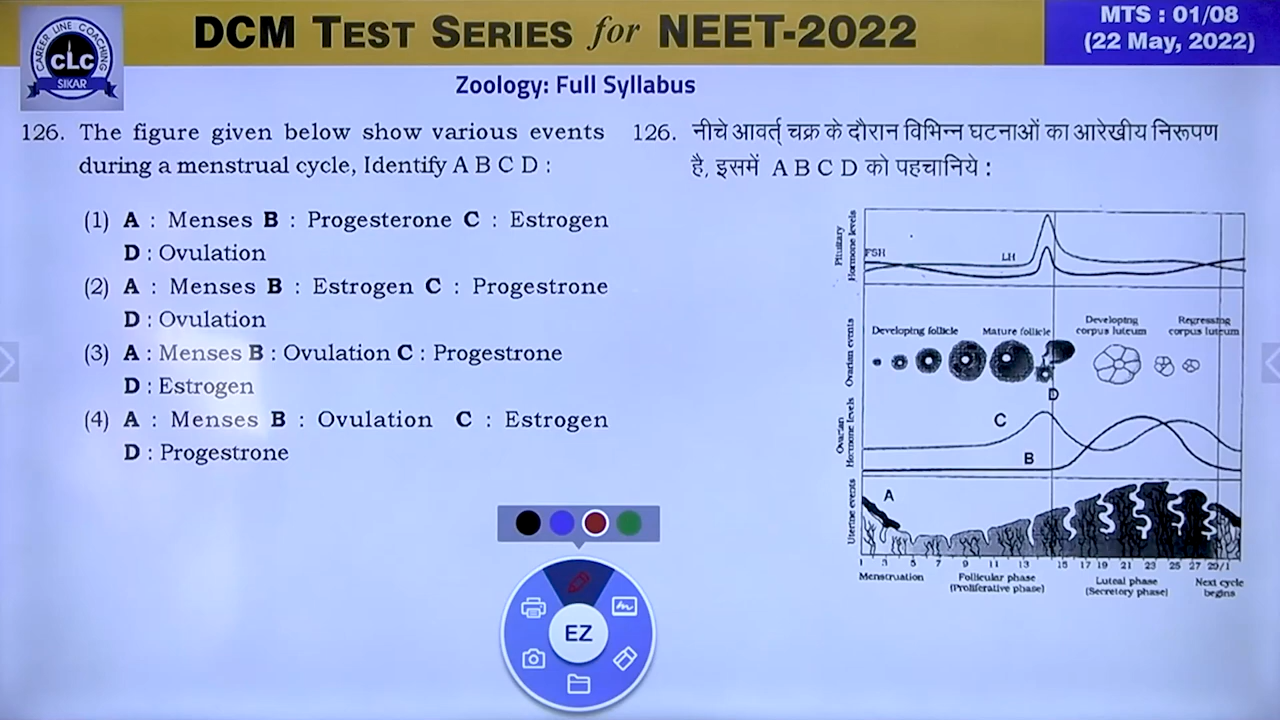 CAREER LINE COACHING
CLC
SIKAR
DCM TEST SERIES for NEET-2022
MTS : 01/08
(22 May, 2022)
Zoology: Full Syllabus
126. The figure given below show various events
during a menstrual cycle, Identify A B C D :
(1) A : Menses B : Progesterone C : Estrogen
D : Ovulation
(2) A : Menses B : Estrogen C : Progestrone
D : Ovulation
(3) A : Menses B : Ovulation C : Progestrone
D : Estrogen
(4) A : Menses B : Ovulation C : Estrogen
D : Progestrone
126. नीचे आवर्त् चक्र के दौरान विभिन्न घटनाओं का आरेखीय निरूपण
है, इसमें A B C D को पहचानिये :
Pituitary
Hormone levels
FSH
LH
Ovarian events
Developing follicle
Mature follicle
Developing
corpus luteum
Regressing
corpus luteum
D
Ovarian
Hormone levels
C
B
Uterine events
A
1 3 5 7 9 11 13 15 17 19 21 23 25 27 29/1
Menstruation
Follicular phase
(Proliferative phase)
Luteal phase
(Secretory phase)
Next cycle
begins
EZ